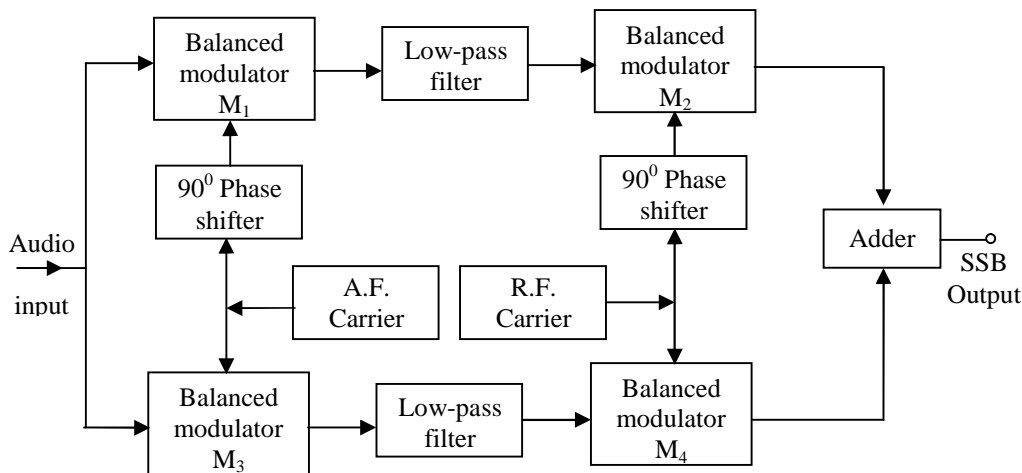 Balanced
modulator
M₁
Low-pass
filter
Balanced
modulator
M₂
90⁰ Phase
shifter
90⁰ Phase
shifter
Audio
input
A.F.
Carrier
R.F.
Carrier
Adder
SSB
Output
Balanced
modulator
M₃
Low-pass
filter
Balanced
modulator
M₄